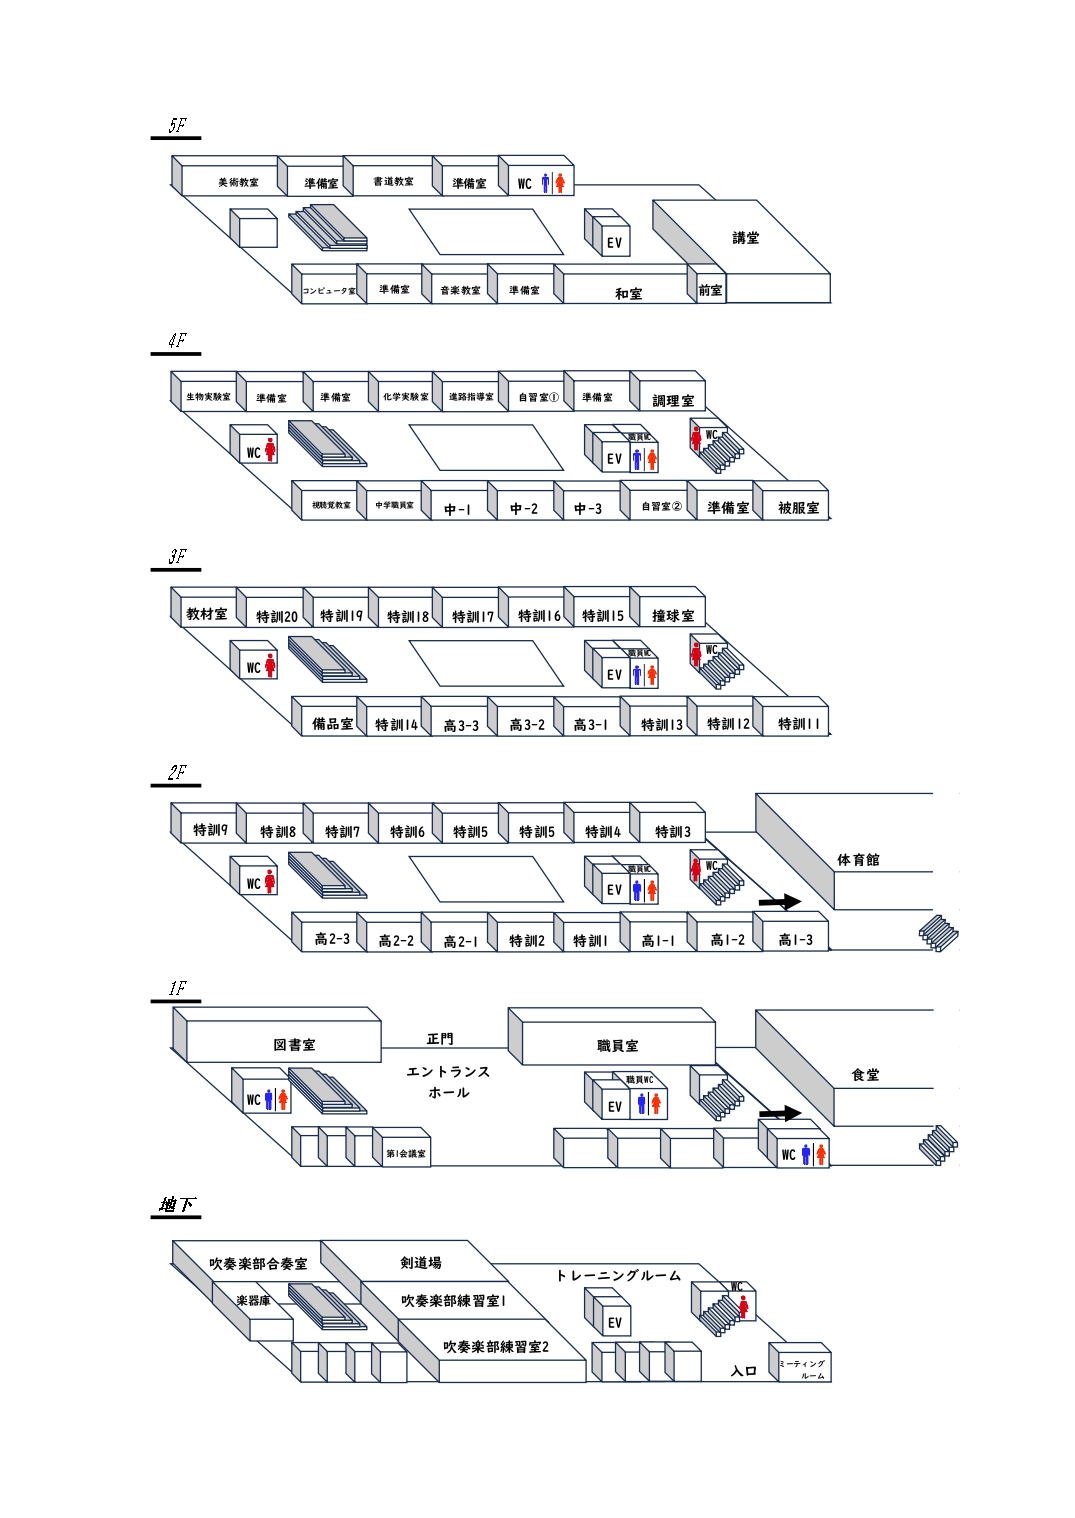 5F
美術教室
準備室
書道教室
準備室
WC
EV
講堂
コンピュータ室
準備室
音楽教室
準備室
和室
前室
4F
生物実験室
準備室
準備室
化学実験室
進路指導室
自習室①
準備室
調理室
WC
職員WC
EV
WC
視聴覚教室
中学職員室
中-1
中-2
中-3
自習室②
準備室
被服室
3F
教材室
特訓20
特訓19
特訓18
特訓17
特訓16
特訓15
撞球室
WC
職員WC
EV
WC
備品室
特訓14
高3-3
高3-2
高3-1
特訓13
特訓12
特訓11
2F
特訓9
特訓8
特訓7
特訓6
特訓5
特訓5
特訓4
特訓3
体育館
WC
職員WC
EV
WC
高2-3
高2-2
高2-1
特訓2
特訓1
高1-1
高1-2
高1-3
1F
図書室
正門
職員室
エントランス
ホール
食堂
WC
職員WC
EV
第1会議室
WC
地下
吹奏楽部合奏室
剣道場
トレーニングルーム
楽器庫
吹奏楽部練習室1
WC
EV
吹奏楽部練習室2
入口
ミーティング
ルーム